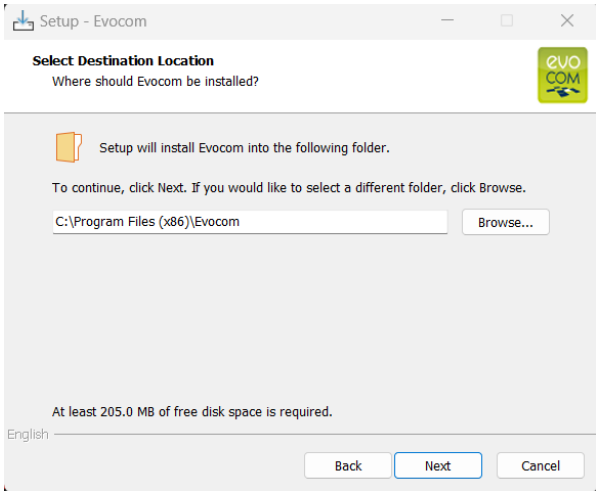 Setup - Evocom
Select Destination Location
Where should Evocom be installed?
evo
COM
Setup will install Evocom into the following folder.
To continue, click Next. If you would like to select a different folder, click Browse.
C:\Program Files (x86)\Evocom
Browse...
At least 205.0 MB of free disk space is required.
English
Back
Next
Cancel